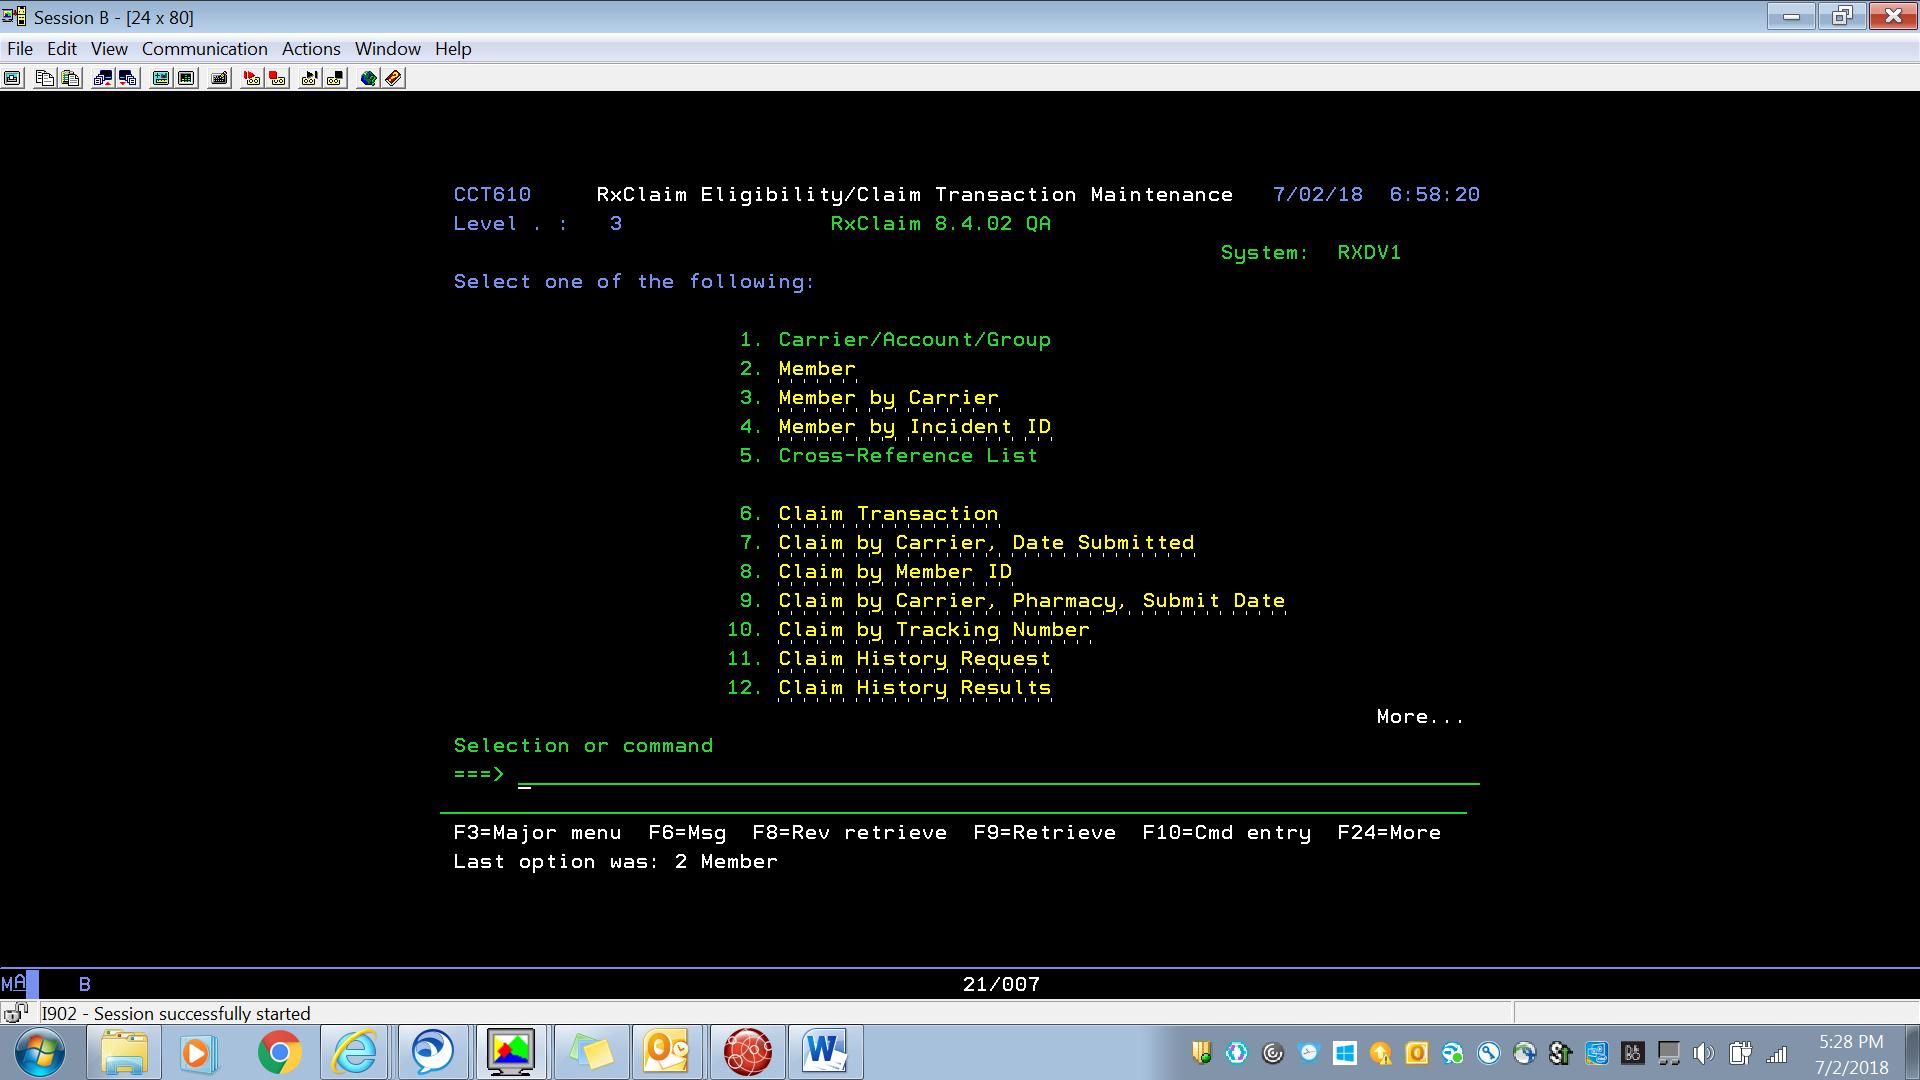 Session B - [24 x 80]
File Edit View Communication Actions Window Help
CCT610 RxClaim Eligibility/Claim Transaction Maintenance 7/02/18 6:58:20
Level . : 3 RxClaim 8.4.02 QA
System: RXDV1
Select one of the following:
1. Carrier/Account/Group
2. Member
3. Member by Carrier
4. Member by Incident ID
5. Cross-Reference List
6. Claim Transaction
7. Claim by Carrier, Date Submitted
8. Claim by Member ID
9. Claim by Carrier, Pharmacy, Submit Date
10. Claim by Tracking Number
11. Claim History Request
12. Claim History Results
More...
Selection or command
===>
F3=Major menu F6=Msg F8=Rev retrieve F9=Retrieve F10=Cmd entry F24=More
Last option was: 2 Member
MA B 21/007
I902 - Session successfully started
5:28 PM
7/2/2018